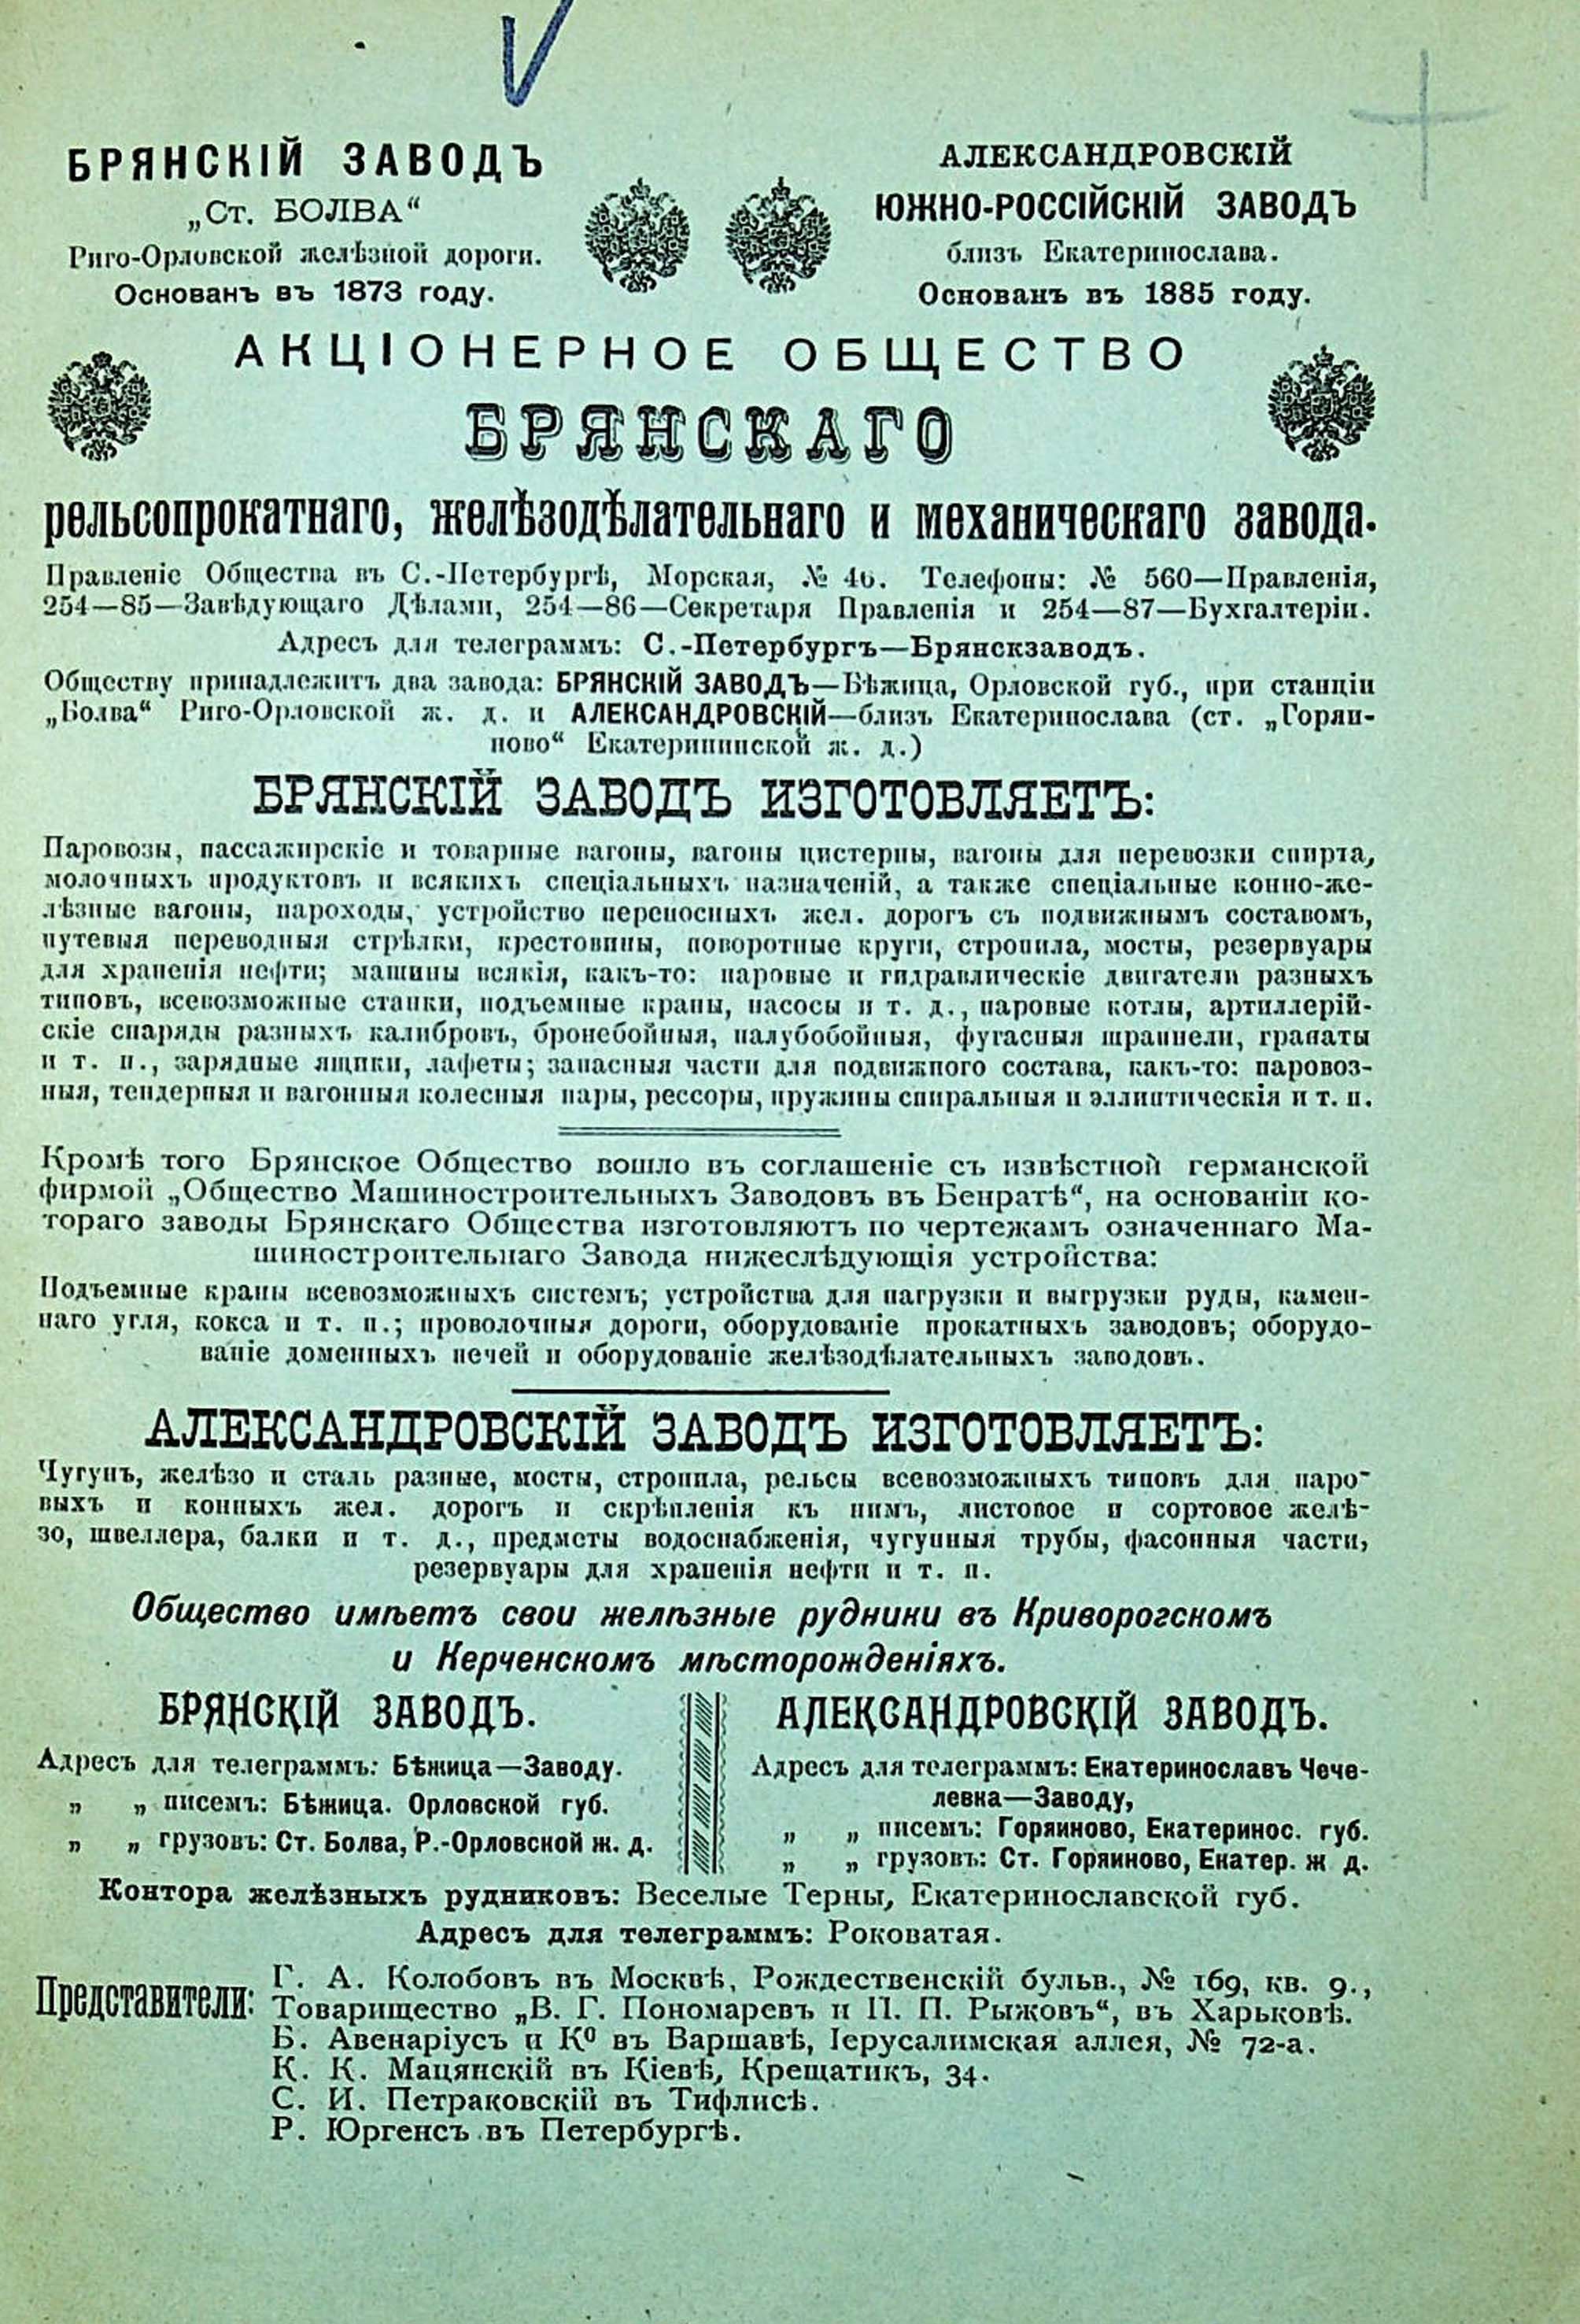 БРЯНСКІЙ ЗАВОДЪ
„Ст. БОЛВА“
Риго-Орловской желѣзной дороги.
Основанъ въ 1873 году.
АЛЕКСАНДРОВСКІЙ
ЮЖНО-РОССІЙСКІЙ ЗАВОДЪ
близъ Екатеринослава.
Основанъ въ 1885 году.
АКЦІОНЕРНОЕ ОБЩЕСТВО
БРЯНСКАГО
рельсопрокатнаго, желѣзодѣлательнаго и механическаго завода.
Правленіе Общества въ С.-Петербургѣ, Морская, № 46. Телефоны: № 560—Правленія,
254—85—Завѣдующаго Дѣлами, 254—86—Секретаря Правленія и 254—87—Бухгалтеріи.
Адресъ для телеграммъ: С.-Петербургъ—Брянскзаводъ.
Обществу принадлежитъ два завода: БРЯНСКІЙ ЗАВОДЪ—Бѣжица, Орловской губ., при станціи
„Болва“ Риго-Орловской ж. д. и АЛЕКСАНДРОВСКІЙ—близъ Екатеринослава (ст. „Горяи-
ново“ Екатерининской ж. д.)
БРЯНСКІЙ ЗАВОДЪ ИЗГОТОВЛЯЕТЪ:
Паровозы, пассажирскіе и товарные вагоны, вагоны цистерны, вагоны для перевозки спирта,
молочныхъ продуктовъ и всякихъ спеціальныхъ назначеній, а также спеціальные конно-же-
лѣзные вагоны, пароходы, устройство переносныхъ жел. дорогъ съ подвижнымъ составомъ,
путевыя переводныя стрѣлки, крестовины, поворотные круги, стропила, мосты, резервуары
для храненія нефти; машины всякія, какъ-то: паровые и гидравлическіе двигатели разныхъ
типовъ, всевозможные станки, подъемные краны, насосы и т. д., паровые котлы, артиллерій-
скіе снаряды разныхъ калибровъ, бронебойныя, палубобойныя, фугасныя шрапнели, гранаты
и т. п., зарядные ящики, лафеты; запасныя части для подвижного состава, какъ-то: паровоз-
ныя, тендерныя и вагонныя колесныя пары, рессоры, пружины спиральныя и эллиптическія и т. п.
Кромѣ того Брянское Общество вошло въ соглашеніе съ извѣстной германской
фирмой „Общество Машиностроительныхъ Заводовъ въ Бенратѣ“, на основаніи ко-
тораго заводы Брянскаго Общества изготовляютъ по чертежамъ означеннаго Ма-
шиностроительнаго Завода нижеслѣдующія устройства:
Подъемные краны всевозможныхъ системъ; устройства для нагрузки и выгрузки руды, камен-
наго угля, кокса и т. п.; проволочныя дороги, оборудованіе прокатныхъ заводовъ; оборудо-
ваніе доменныхъ печей и оборудованіе желѣзодѣлательныхъ заводовъ.
АЛЕКСАНДРОВСКІЙ ЗАВОДЪ ИЗГОТОВЛЯЕТЪ:
Чугунъ, желѣзо и сталь разные, мосты, стропила, рельсы всевозможныхъ типовъ для паро-
выхъ и конныхъ жел. дорогъ и скрѣпленія къ нимъ, листовое и сортовое желѣ-
зо, швеллера, балки и т. д., предметы водоснабженія, чугунныя трубы, фасонныя части,
резервуары для храненія нефти и т. п.
Общество имѣетъ свои желѣзные рудники въ Криворогскомъ
и Керченскомъ мѣсторожденіяхъ.
БРЯНСКІЙ ЗАВОДЪ.
Адресъ для телеграммъ: Бѣжица—Заводу.
„ „ писемъ: Бѣжица. Орловской губ.
„ „ грузовъ: Ст. Болва, Р.-Орловской ж. д.
АЛЕКСАНДРОВСКІЙ ЗАВОДЪ.
Адресъ для телеграммъ: Екатеринославъ Чече-
левка—Заводу,
„ „ писемъ: Горяиново, Екатеринос. губ.
„ „ грузовъ: Ст. Горяиново, Екатер. ж д.
Контора желѣзныхъ рудниковъ: Веселые Терны, Екатеринославской губ.
Адресъ для телеграммъ: Роковатая.
Представители: Г. А. Колобовъ въ Москвѣ, Рождественскій бульв., № 169, кв. 9.,
Товарищество „В. Г. Пономаревъ и П. П. Рыжовъ“, въ Харьковѣ.
Б. Авенаріусъ и Кº въ Варшавѣ, Іерусалимская аллея, № 72-а.
К. К. Мацянскій въ Кіевѣ, Крещатикъ, 34.
С. И. Петраковскій въ Тифлисѣ.
Р. Юргенсъ въ Петербургѣ.